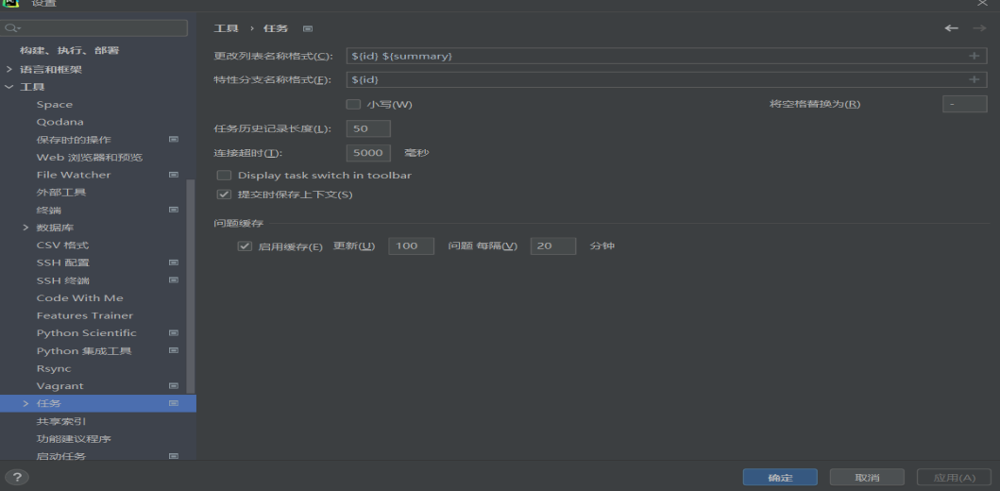 设置
构建、执行、部署
语言和框架
工具
Space
Qodana
保存时的操作
Web 浏览器和预览
File Watcher
外部工具
终端
数据库
CSV 格式
SSH 配置
SSH 终端
Code With Me
Features Trainer
Python Scientific
Python 集成工具
Rsync
Vagrant
任务
共享索引
功能建议程序
启动任务
工具 › 任务
更改列表名称格式(C): ${id} ${summary}
特性分支名称格式(F): ${id}
小写(W) 将空格替换为(R) -
任务历史记录长度(L): 50
连接超时(T): 5000 毫秒
Display task switch in toolbar
提交时保存上下文(S)
问题缓存
启用缓存(E) 更新(U) 100 问题 每隔(V) 20 分钟
? 确定 取消 应用(A)